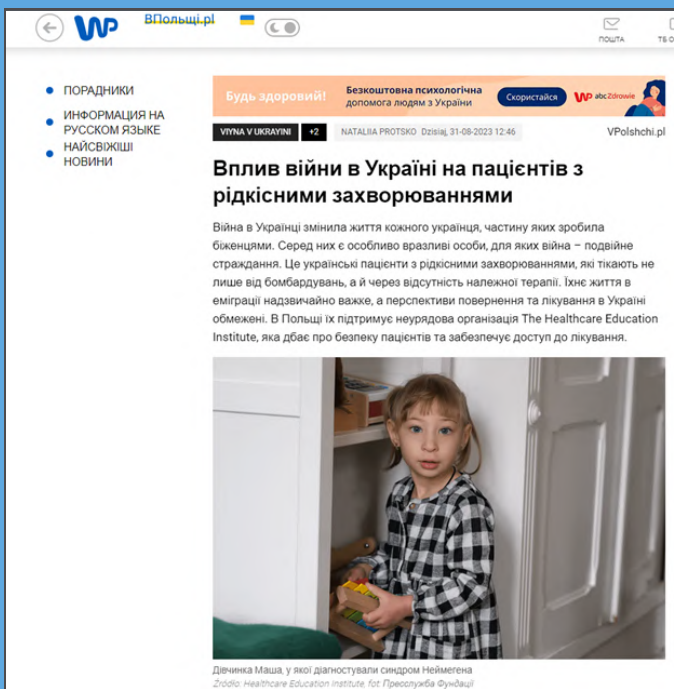 WP
ВПольщі.pl
ПОШТА
ПОРАДНИКИ
ИНФОРМАЦИЯ НА
РУССКОМ ЯЗЫКЕ
НАЙСВІЖІШІ
НОВИНИ
Будь здоровий!
Безкоштовна психологічна
допомога людям з України
Скористайся
WP abcZdrowie
VIYNA V UKRAYINI +2 NATALIIA PROTSKO Dzisiaj, 31-08-2023 12:46
VPolshchi.pl
Вплив війни в Україні на пацієнтів з
рідкісними захворюваннями
Війна в Українці змінила життя кожного українця, частину яких зробила
біженцями. Серед них є особливо вразливі особи, для яких війна – подвійне
страждання. Це українські пацієнти з рідкісними захворюваннями, які тікають не
лише від бомбардувань, а й через відсутність належної терапії. Їхнє життя в
еміграції надзвичайно важке, а перспективи повернення та лікування в Україні
обмежені. В Польщі їх підтримує неурядова організація The Healthcare Education
Institute, яка дбає про безпеку пацієнтів та забезпечує доступ до лікування.
Дівчинка Маша, у якої діагностували синдром Неймегена
Źródło: Healthcare Education Institute, fot: Пресслужба Фундації